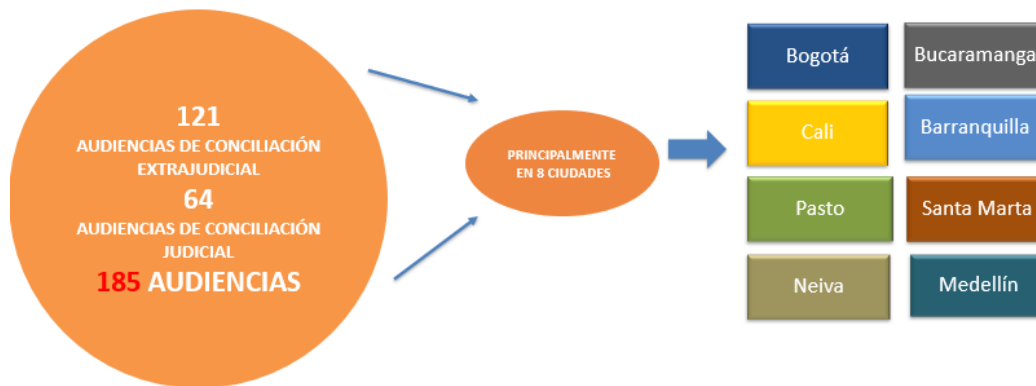 121
AUDIENCIAS DE CONCILIACIÓN
EXTRAJUDICIAL
64
AUDIENCIAS DE CONCILIACIÓN
JUDICIAL
185 AUDIENCIAS
PRINCIPALMENTE
EN 8 CIUDADES
Bogotá
Bucaramanga
Cali
Barranquilla
Pasto
Santa Marta
Neiva
Medellín